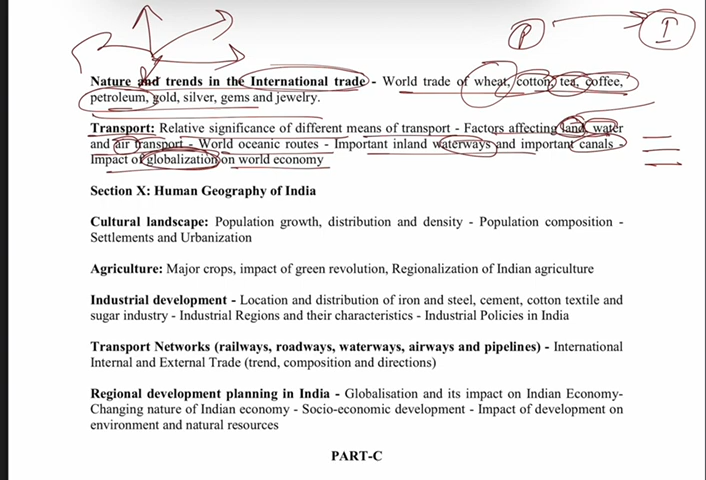 P
I
Nature and trends in the International trade - World trade of wheat, cotton, tea, coffee,
petroleum, gold, silver, gems and jewelry.
Transport: Relative significance of different means of transport - Factors affecting land, water
and air transport - World oceanic routes - Important inland waterways and important canals -
Impact of globalization on world economy
Section X: Human Geography of India
Cultural landscape: Population growth, distribution and density - Population composition -
Settlements and Urbanization
Agriculture: Major crops, impact of green revolution, Regionalization of Indian agriculture
Industrial development - Location and distribution of iron and steel, cement, cotton textile and
sugar industry - Industrial Regions and their characteristics - Industrial Policies in India
Transport Networks (railways, roadways, waterways, airways and pipelines) - International
Internal and External Trade (trend, composition and directions)
Regional development planning in India - Globalisation and its impact on Indian Economy-
Changing nature of Indian economy - Socio-economic development - Impact of development on
environment and natural resources
PART-C